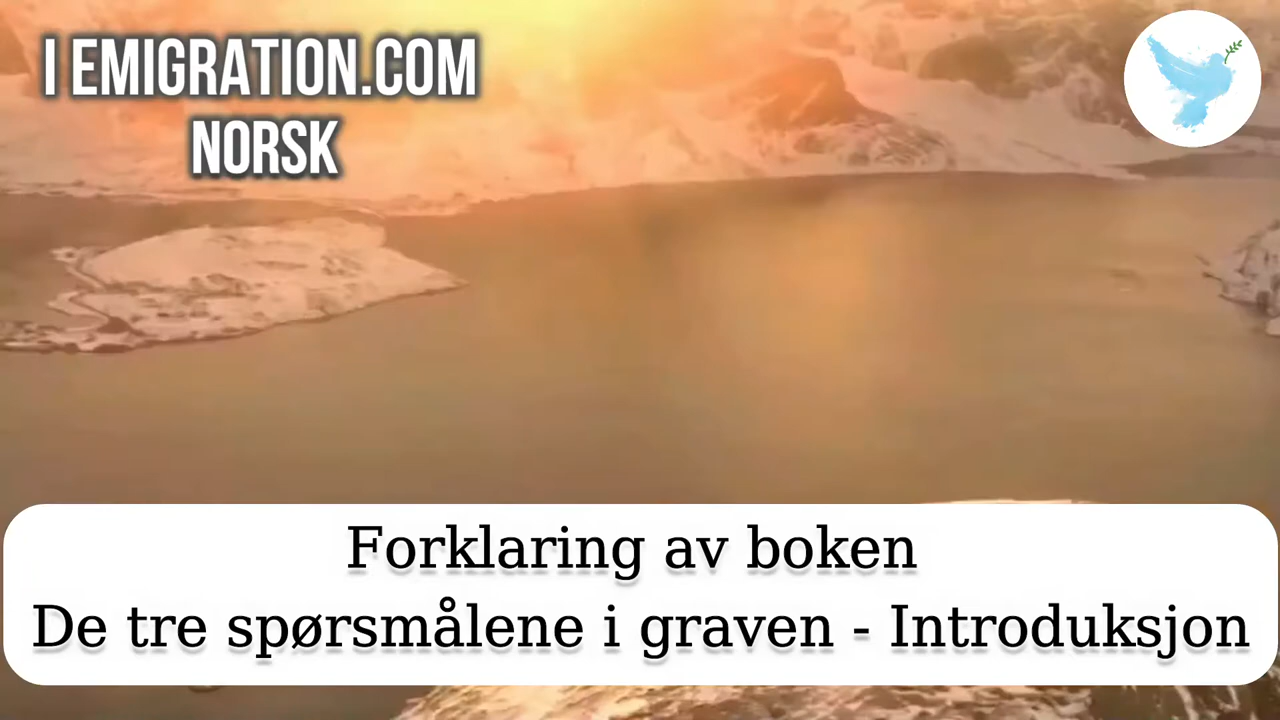 I EMIGRATION.COM
NORSK
Forklaring av boken
De tre spørsmålene i graven - Introduksjon